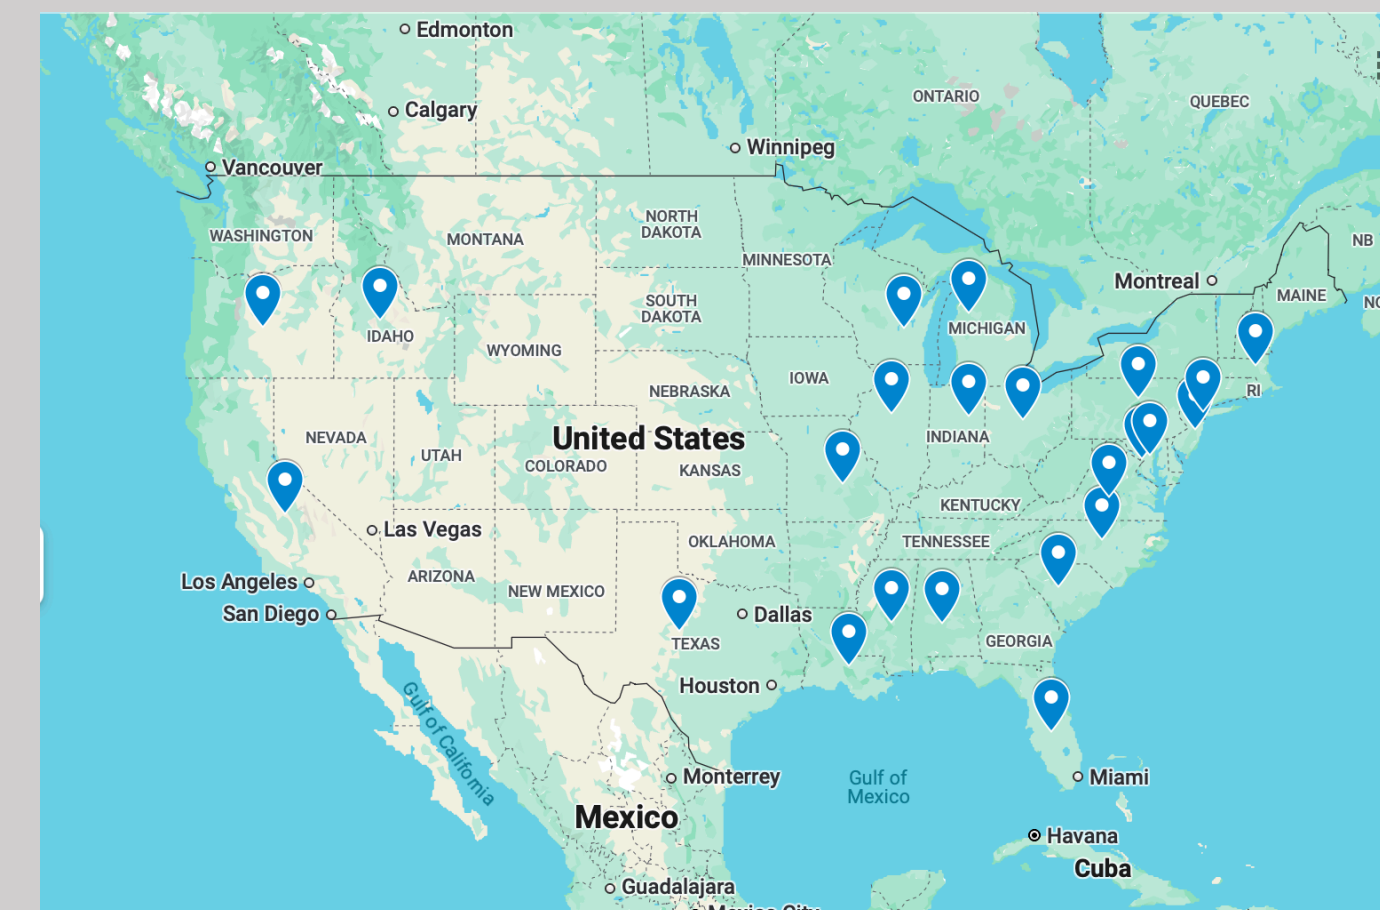 Edmonton
ONTARIO
QUEBEC
Calgary
Winnipeg
Vancouver
NORTH
DAKOTA
WASHINGTON
MONTANA
NB
MINNESOTA
Montreal
MAINE
SOUTH
DAKOTA
MICHIGAN
IDAHO
WYOMING
IOWA
NEBRASKA
RI
NEVADA
United States
INDIANA
UTAH
COLORADO
KANSAS
KENTUCKY
Las Vegas
OKLAHOMA
TENNESSEE
ARIZONA
Los Angeles
NEW MEXICO
San Diego
Dallas
TEXAS
GEORGIA
Houston
Gulf of California
Monterrey
Miami
Gulf of
Mexico
Mexico
Havana
Cuba
Guadalajara
Mexico City